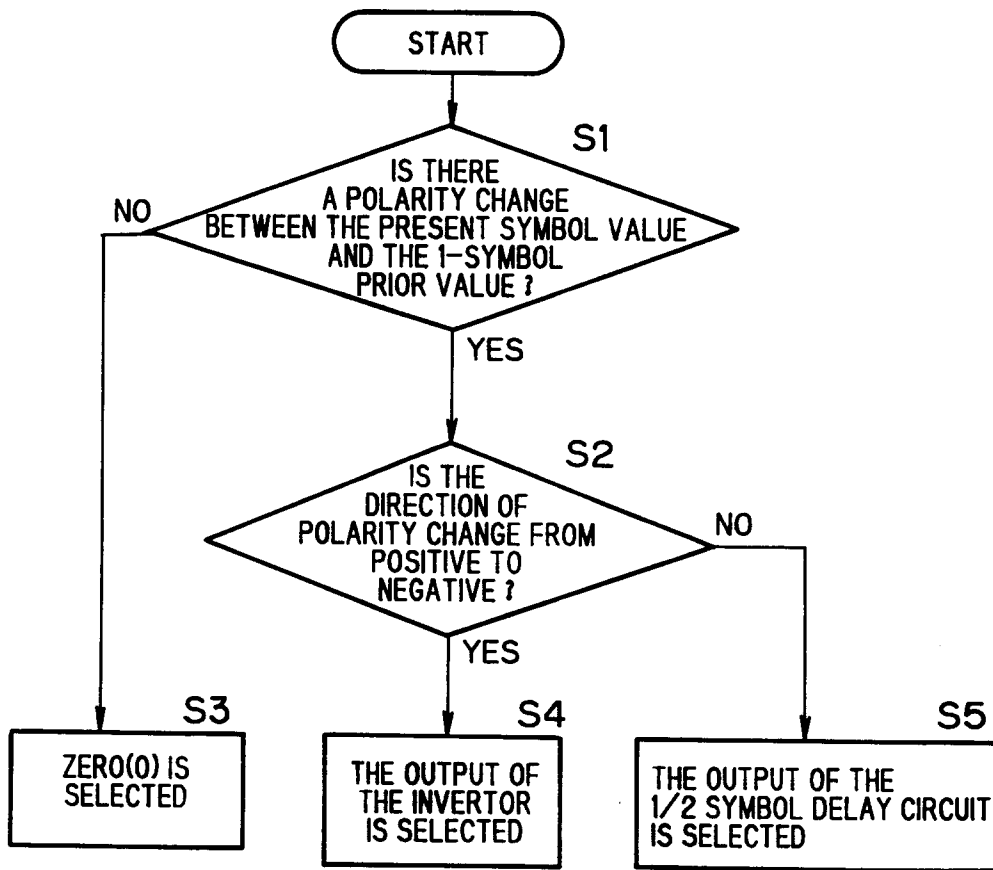 START
S1
IS THERE
A POLARITY CHANGE
BETWEEN THE PRESENT SYMBOL VALUE
AND THE 1-SYMBOL
PRIOR VALUE ?
NO
YES
S2
IS THE
DIRECTION OF
POLARITY CHANGE FROM
POSITIVE TO
NEGATIVE ?
NO
YES
S3
ZERO(0) IS
SELECTED
S4
THE OUTPUT OF
THE INVERTOR
IS SELECTED
S5
THE OUTPUT OF THE
1/2 SYMBOL DELAY CIRCUIT
IS SELECTED